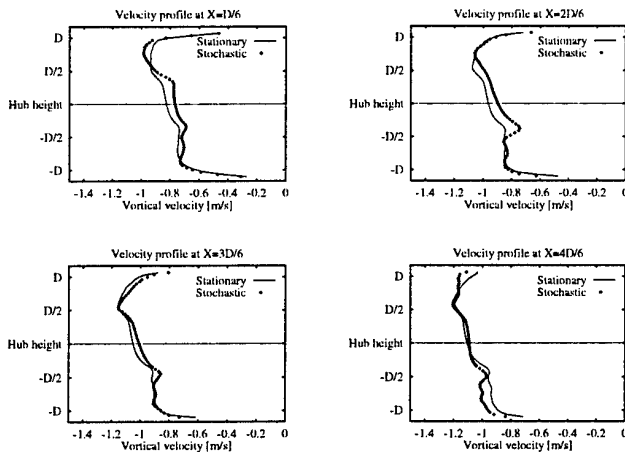 Velocity profile at X=D/6
D
D/2
Hub height
-D/2
-D
Stationary
Stochastic
-1.4 -1.2 -1 -0.8 -0.6 -0.4 -0.2 0
Vortical velocity [m/s]
Velocity profile at X=2D/6
D
D/2
Hub height
-D/2
-D
Stationary
Stochastic
-1.4 -1.2 -1 -0.8 -0.6 -0.4 -0.2 0
Vortical velocity [m/s]
Velocity profile at X=3D/6
D
D/2
Hub height
-D/2
-D
Stationary
Stochastic
-1.4 -1.2 -1 -0.8 -0.6 -0.4 -0.2 0
Vortical velocity [m/s]
Velocity profile at X=4D/6
D
D/2
Hub height
-D/2
-D
Stationary
Stochastic
-1.4 -1.2 -1 -0.8 -0.6 -0.4 -0.2 0
Vortical velocity [m/s]